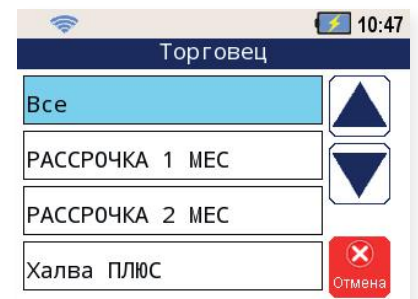 10:47
Торговец
Все
РАССРОЧКА 1 МЕС
РАССРОЧКА 2 МЕС
Халва ПЛЮС
Отмена